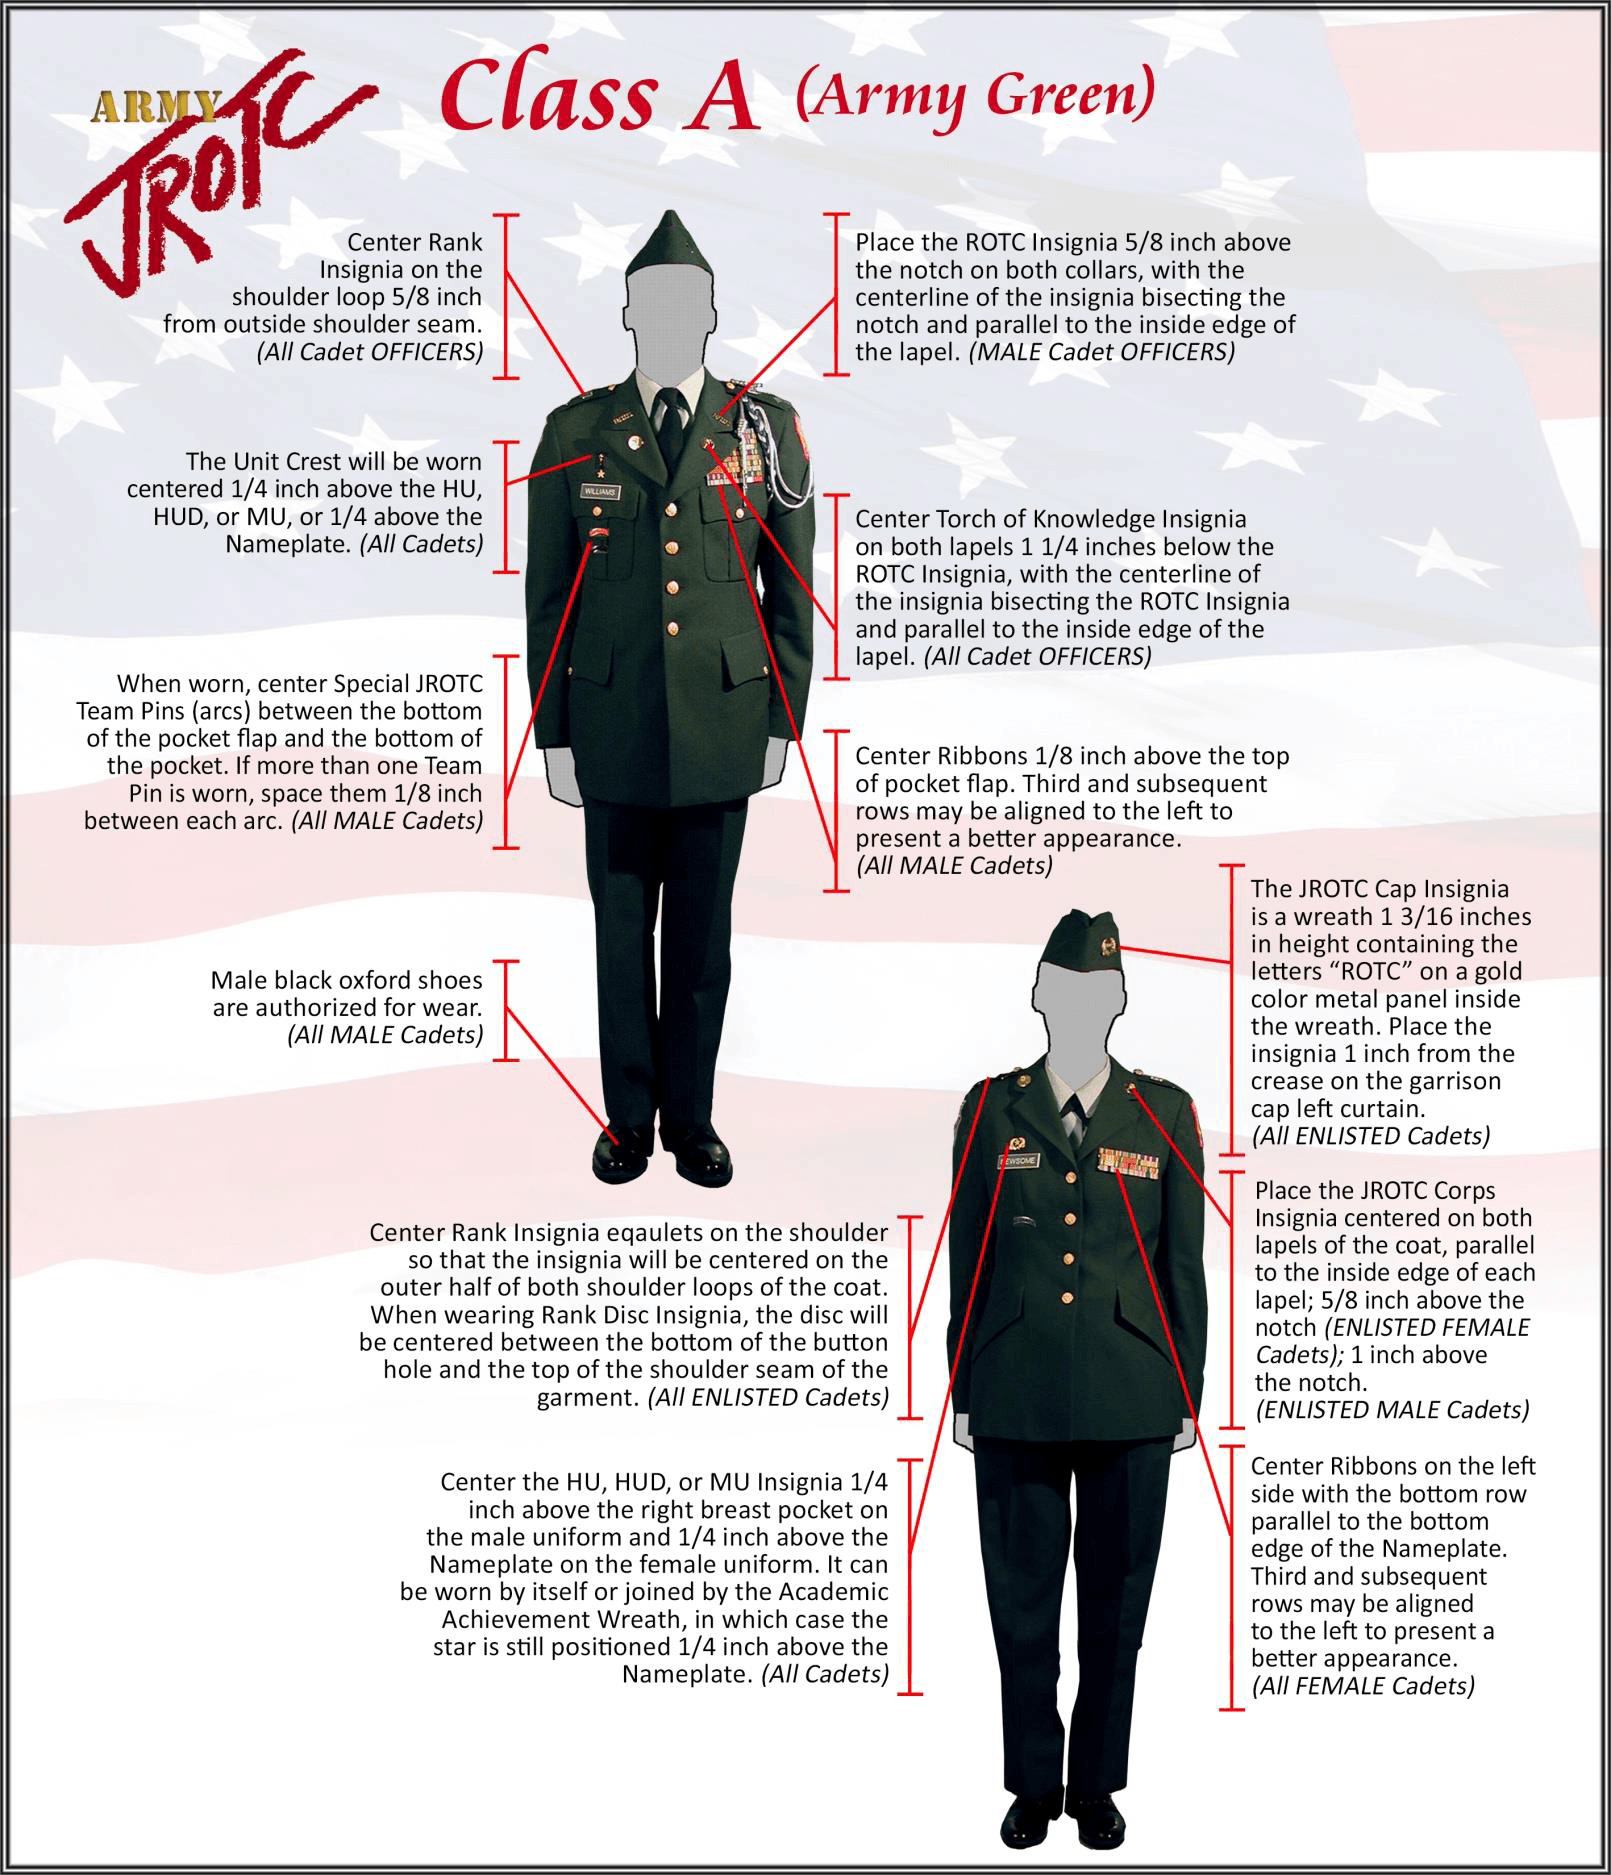 ARMY
JROTC
Class A (Army Green)
Center Rank
Insignia on the
shoulder loop 5/8 inch
from outside shoulder seam.
(All Cadet OFFICERS)
Place the ROTC Insignia 5/8 inch above
the notch on both collars, with the
centerline of the insignia bisecting the
notch and parallel to the inside edge of
the lapel. (MALE Cadet OFFICERS)
The Unit Crest will be worn
centered 1/4 inch above the HU,
HUD, or MU, or 1/4 above the
Nameplate. (All Cadets)
WILLIAMS
Center Torch of Knowledge Insignia
on both lapels 1 1/4 inches below the
ROTC Insignia, with the centerline of
the insignia bisecting the ROTC Insignia
and parallel to the inside edge of the
lapel. (All Cadet OFFICERS)
When worn, center Special JROTC
Team Pins (arcs) between the bottom
of the pocket flap and the bottom of
the pocket. If more than one Team
Pin is worn, space them 1/8 inch
between each arc. (All MALE Cadets)
Center Ribbons 1/8 inch above the top
of pocket flap. Third and subsequent
rows may be aligned to the left to
present a better appearance.
(All MALE Cadets)
Male black oxford shoes
are authorized for wear.
(All MALE Cadets)
The JROTC Cap Insignia
is a wreath 1 3/16 inches
in height containing the
letters “ROTC” on a gold
color metal panel inside
the wreath. Place the
insignia 1 inch from the
crease on the garrison
cap left curtain.
(All ENLISTED Cadets)
NEWSOME
Place the JROTC Corps
Insignia centered on both
lapels of the coat, parallel
to the inside edge of each
lapel; 5/8 inch above the
notch (ENLISTED FEMALE
Cadets); 1 inch above
the notch.
(ENLISTED MALE Cadets)
Center Rank Insignia eqaulets on the shoulder
so that the insignia will be centered on the
outer half of both shoulder loops of the coat.
When wearing Rank Disc Insignia, the disc will
be centered between the bottom of the button
hole and the top of the shoulder seam of the
garment. (All ENLISTED Cadets)
Center the HU, HUD, or MU Insignia 1/4
inch above the right breast pocket on
the male uniform and 1/4 inch above the
Nameplate on the female uniform. It can
be worn by itself or joined by the Academic
Achievement Wreath, in which case the
star is still positioned 1/4 inch above the
Nameplate. (All Cadets)
Center Ribbons on the left
side with the bottom row
parallel to the bottom
edge of the Nameplate.
Third and subsequent
rows may be aligned
to the left to present a
better appearance.
(All FEMALE Cadets)